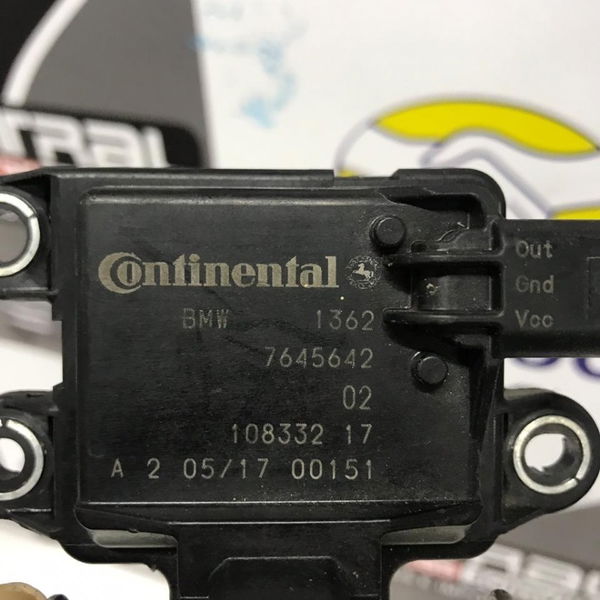 Continental
BMW 1362
7645642
02
108332 17
A 2 05/17 00151
Out
Gnd
Vcc